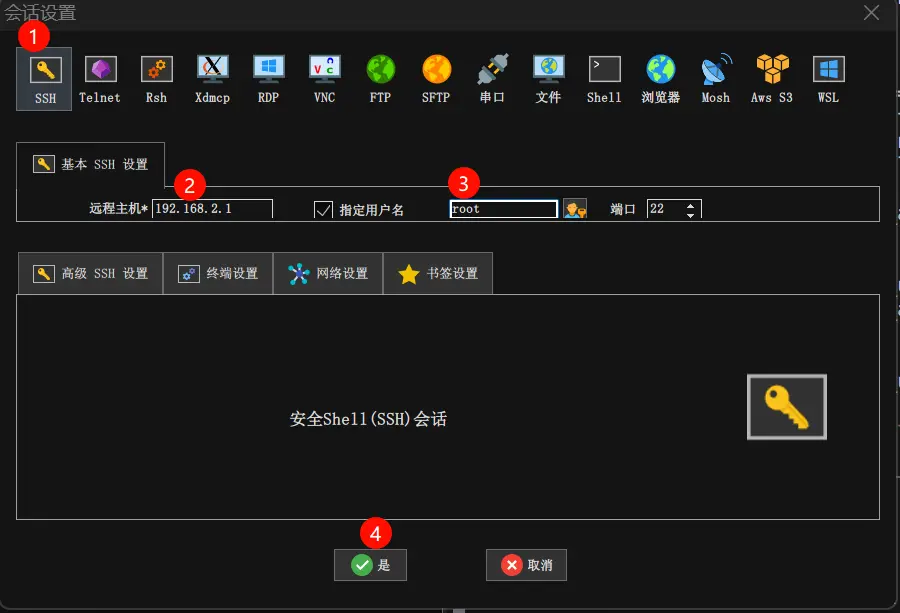 会话设置
1
SSH Telnet Rsh Xdmcp RDP VNC FTP SFTP 串口 文件 Shell 浏览器 Mosh Aws S3 WSL
基本 SSH 设置
2 3
远程主机* 192.168.2.1 指定用户名 root 端口 22
高级 SSH 设置 终端设置 网络设置 书签设置
安全Shell(SSH)会话
4
是 取消